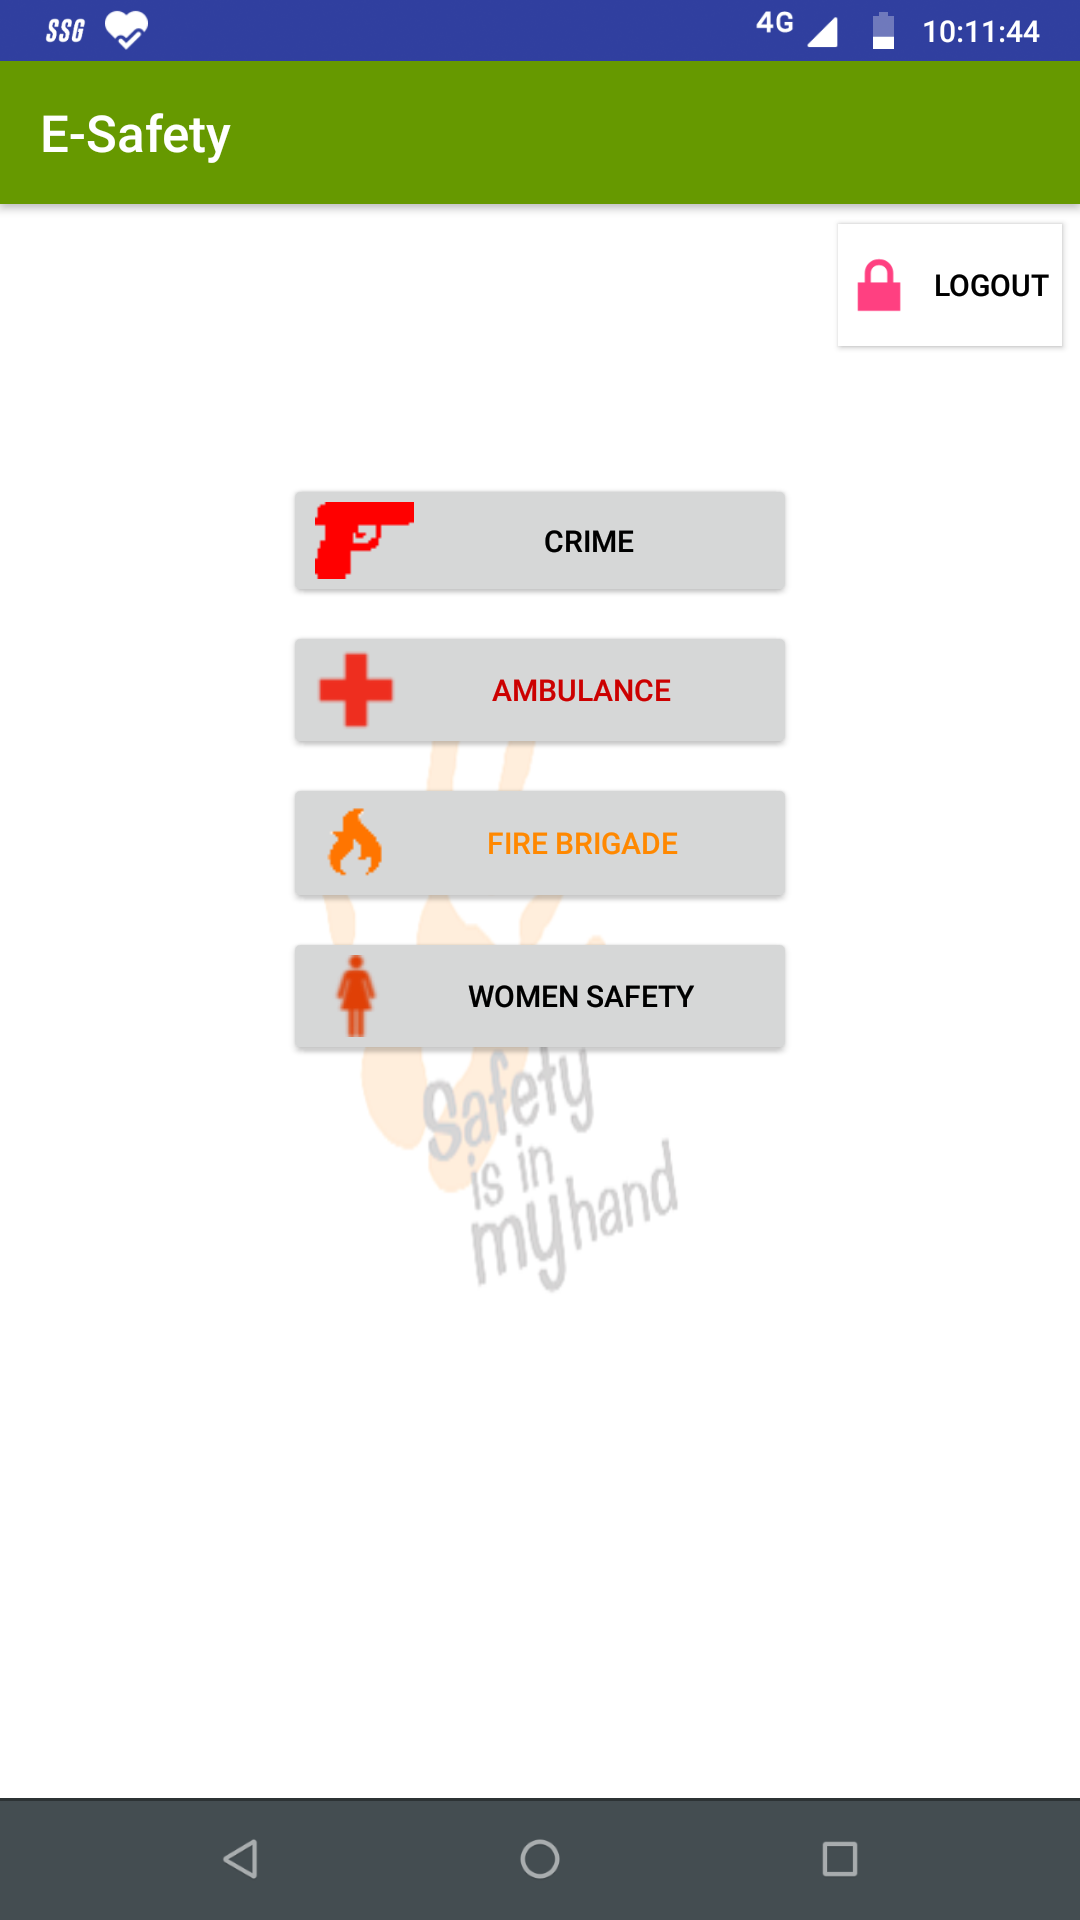 SSG 4G 10:11:44
E-Safety
LOGOUT
CRIME
AMBULANCE
FIRE BRIGADE
WOMEN SAFETY
Safety
is in
my hand